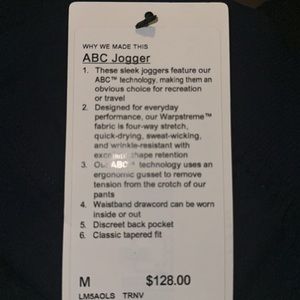 WHY WE MADE THIS
ABC Jogger
1. These sleek joggers feature our
ABC™ technology, making them an
obvious choice for recreation
or travel
2. Designed for everyday
performance, our Warpstreme™
fabric is four-way stretch,
quick-drying, sweat-wicking,
and wrinkle-resistant with
shape retention
3. ABC™ technology uses an
ergonomic gusset to remove
tension from the crotch of our
pants
4. Waistband drawcord can be worn
inside or out
5. Discreet back pocket
6. Classic tapered fit
M $128.00
LM5AOLS TRNV